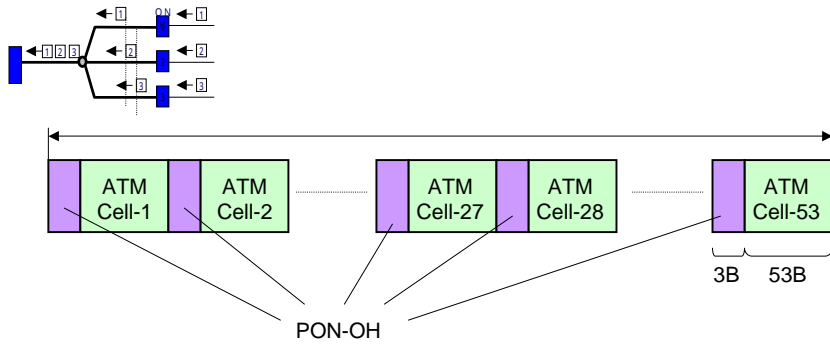 O N
1 1
1 2 3 2 2
3 3
ATM Cell-1
ATM Cell-2
ATM Cell-27
ATM Cell-28
ATM Cell-53
3B 53B
PON-OH